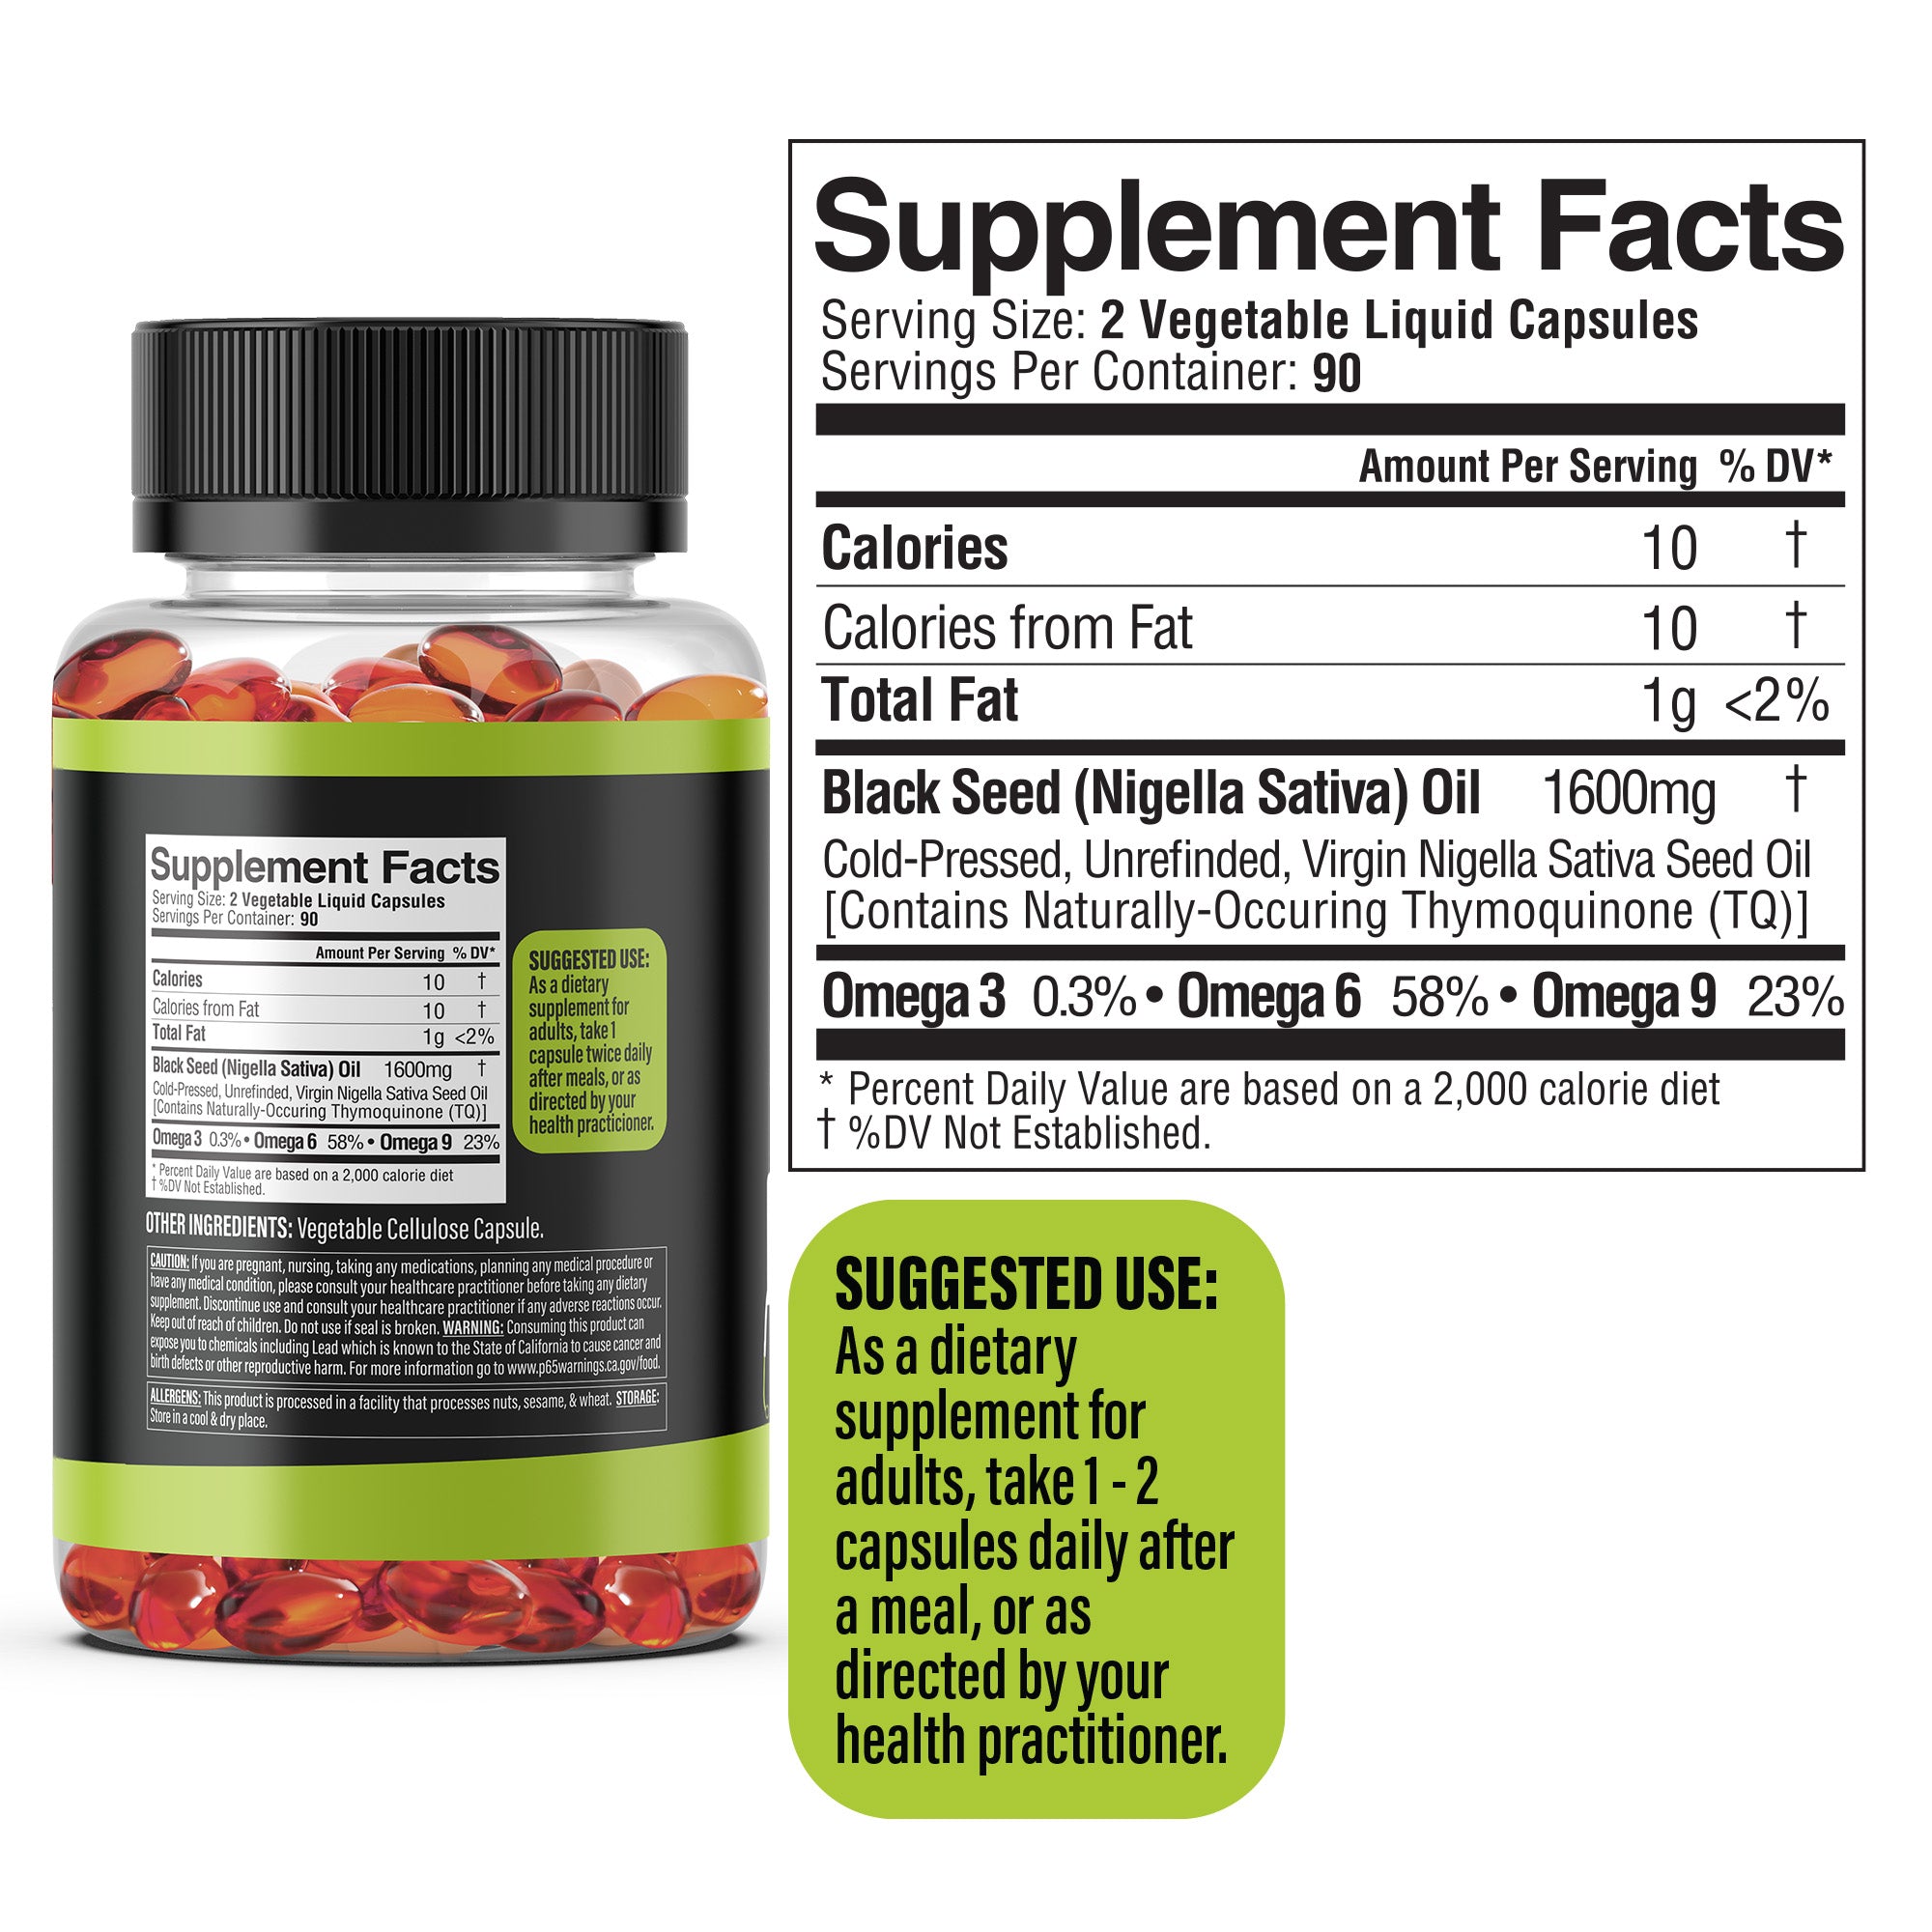 Supplement Facts
Serving Size: 2 Vegetable Liquid Capsules
Servings Per Container: 90
Amount Per Serving % DV*
Calories 10 †
Calories from Fat 10 †
Total Fat 1g <2%
Black Seed (Nigella Sativa) Oil 1600mg †
Cold-Pressed, Unrefinded, Virgin Nigella Sativa Seed Oil
[Contains Naturally-Occuring Thymoquinone (TQ)]
Omega 3 0.3% • Omega 6 58% • Omega 9 23%
* Percent Daily Value are based on a 2,000 calorie diet
† %DV Not Established.
SUGGESTED USE:
As a dietary
supplement for
adults, take 1 - 2
capsules daily after
a meal, or as
directed by your
health practitioner.
Supplement Facts
Serving Size: 2 Vegetable Liquid Capsules
Servings Per Container: 90
Amount Per Serving % DV*
Calories 10 †
Calories from Fat 10 †
Total Fat 1g <2%
Black Seed (Nigella Sativa) Oil 1600mg †
Cold-Pressed, Unrefinded, Virgin Nigella Sativa Seed Oil
[Contains Naturally-Occuring Thymoquinone (TQ)]
Omega 3 0.3% • Omega 6 58% • Omega 9 23%
* Percent Daily Value are based on a 2,000 calorie diet
† %DV Not Established.
SUGGESTED USE:
As a dietary
supplement for
adults, take 1
capsule twice daily
after meals, or as
directed by your
health practicioner.
OTHER INGREDIENTS: Vegetable Cellulose Capsule.
CAUTION: If you are pregnant, nursing, taking any medications, planning any medical procedure or
have any medical condition, please consult your healthcare practitioner before taking any dietary
supplement. Discontinue use and consult your healthcare practitioner if any adverse reactions occur.
Keep out of reach of children. Do not use if seal is broken. WARNING: Consuming this product can
expose you to chemicals including Lead which is known to the State of California to cause cancer and
birth defects or other reproductive harm. For more information go to www.p65warnings.ca.gov/food.
ALLERGENS: This product is processed in a facility that processes nuts, sesame, & wheat. STORAGE:
Store in a cool & dry place.